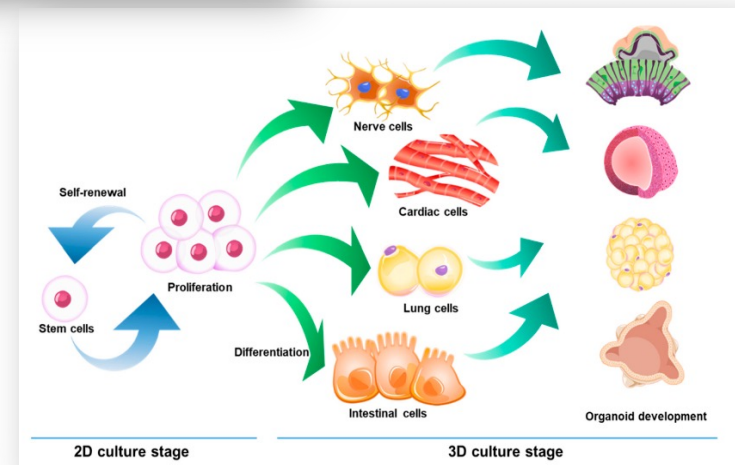 Nerve cells
Self-renewal
Cardiac cells
Proliferation
Lung cells
Stem cells
Differentiation
Intestinal cells
Organoid development
2D culture stage
3D culture stage